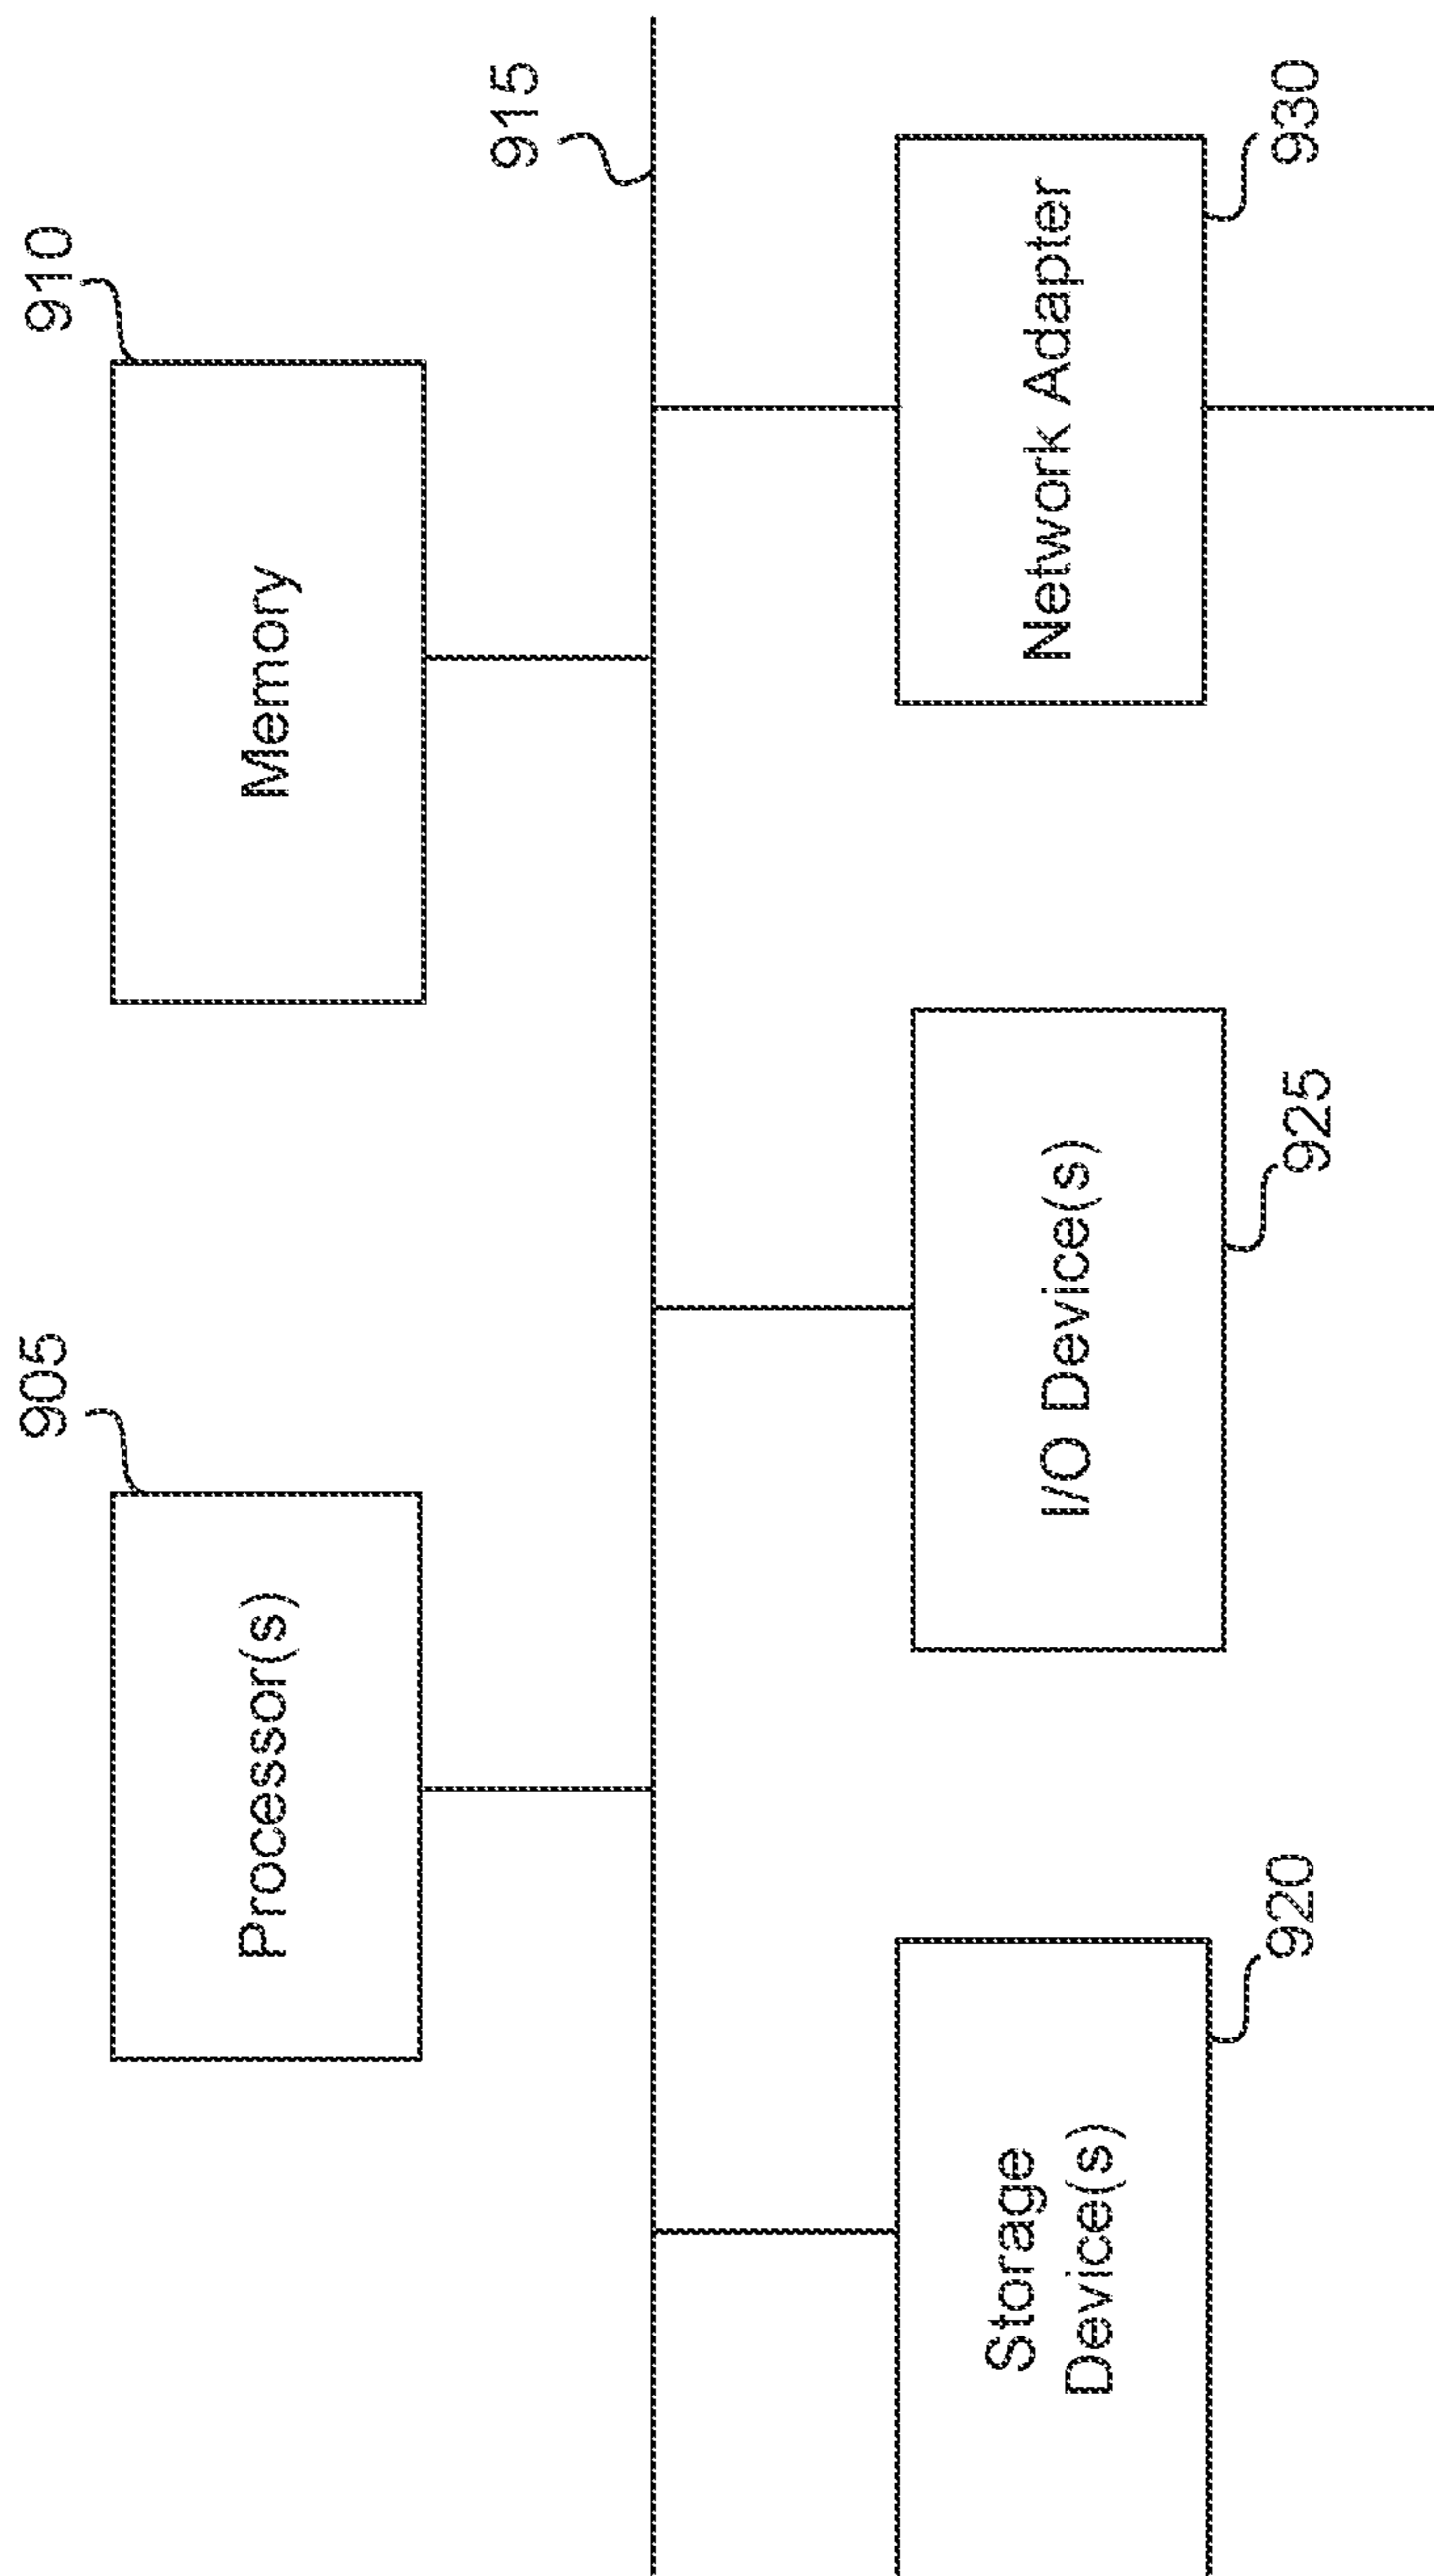 905
910
Processor(s)
Memory
915
Storage
Device(s)
I/O Device(s)
Network Adapter
920
925
930